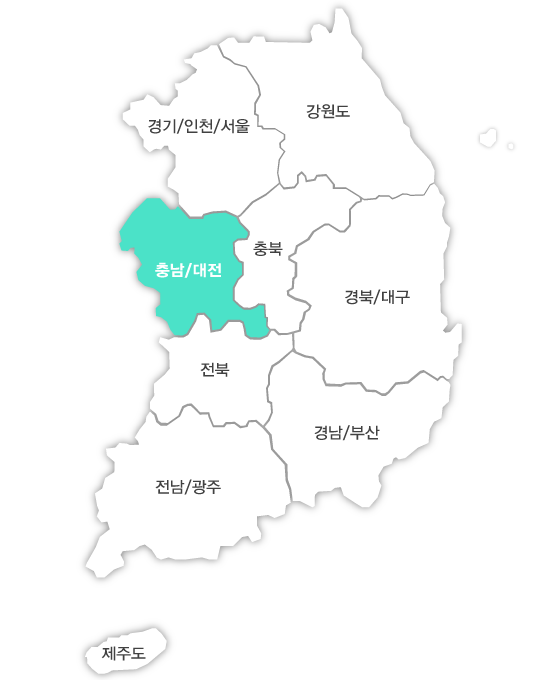 강원도
경기/인천/서울
충북
충남/대전
경북/대구
전북
경남/부산
전남/광주
제주도